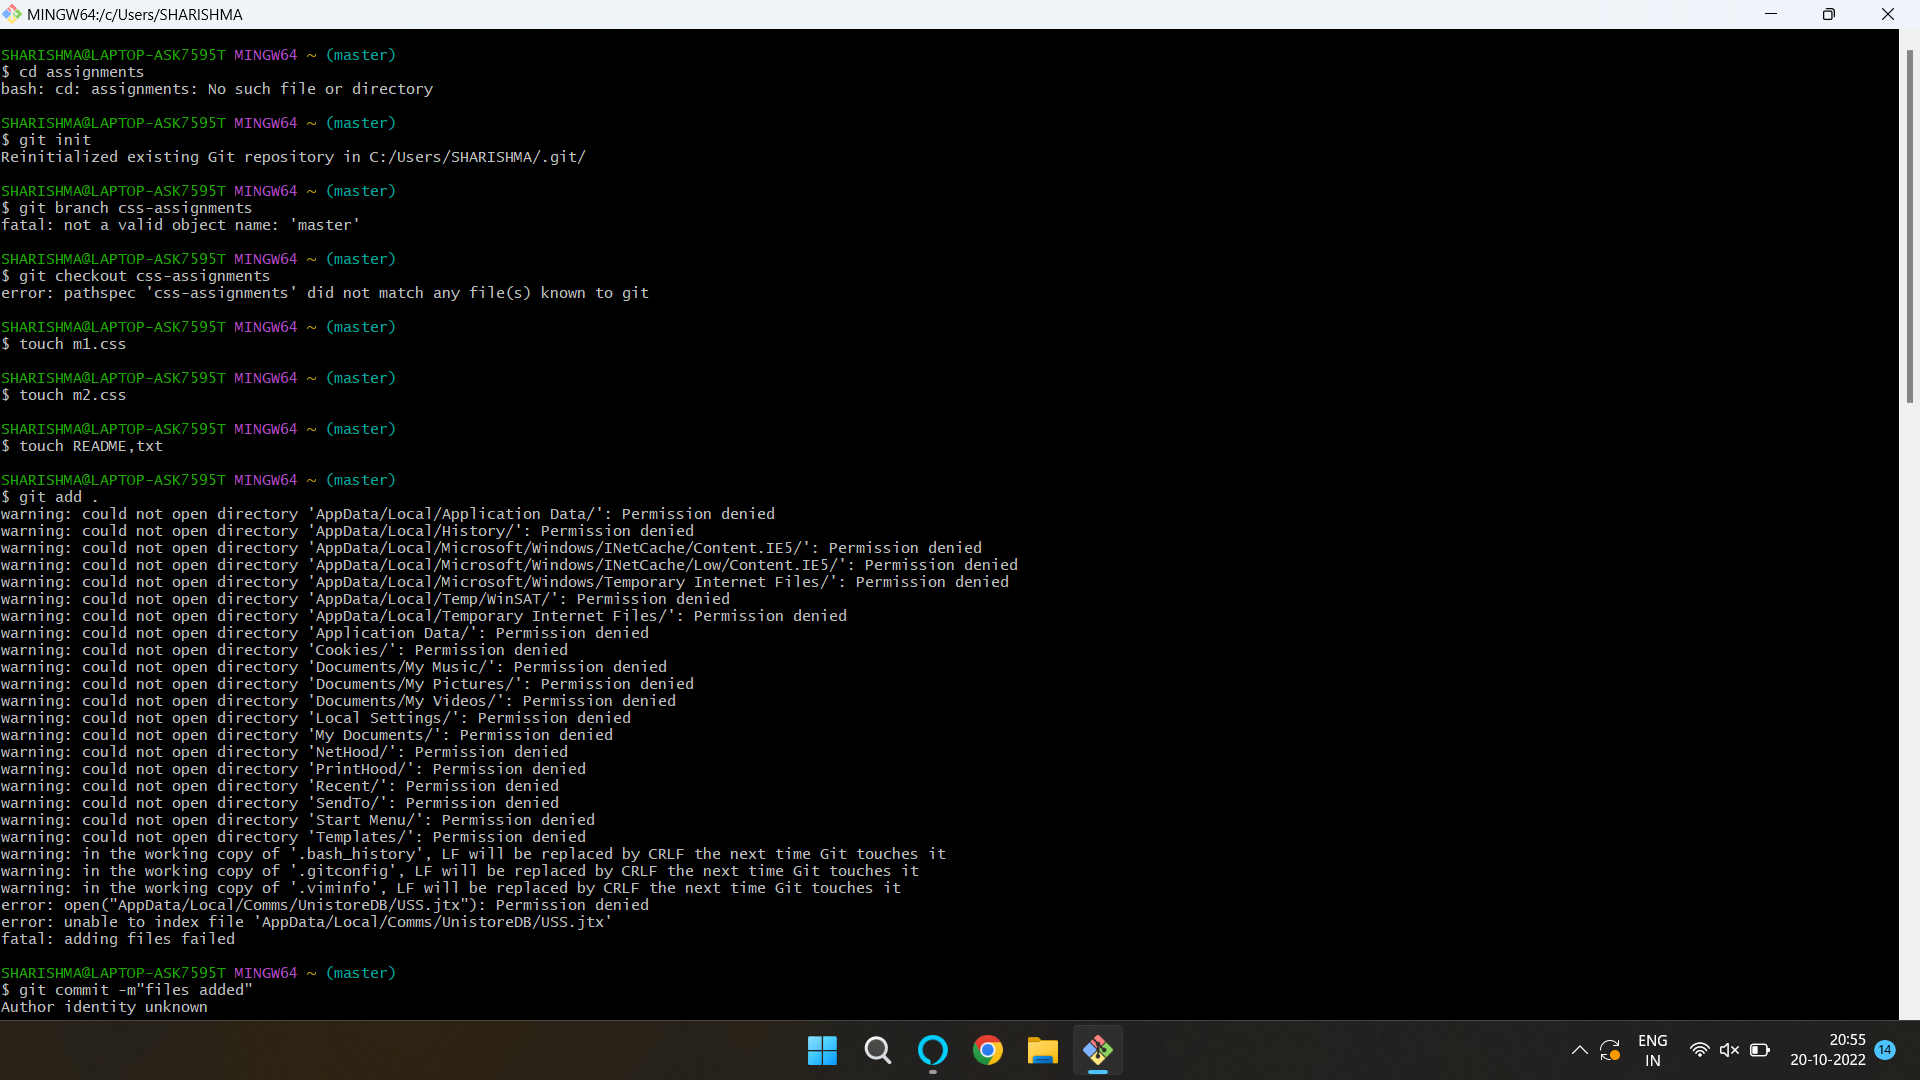 MINGW64:/c/Users/SHARISHMA
SHARISHMA@LAPTOP-ASK7595T MINGW64 ~ (master)
$ cd assignments
bash: cd: assignments: No such file or directory
SHARISHMA@LAPTOP-ASK7595T MINGW64 ~ (master)
$ git init
Reinitialized existing Git repository in C:/Users/SHARISHMA/.git/
SHARISHMA@LAPTOP-ASK7595T MINGW64 ~ (master)
$ git branch css-assignments
fatal: not a valid object name: 'master'
SHARISHMA@LAPTOP-ASK7595T MINGW64 ~ (master)
$ git checkout css-assignments
error: pathspec 'css-assignments' did not match any file(s) known to git
SHARISHMA@LAPTOP-ASK7595T MINGW64 ~ (master)
$ touch m1.css
SHARISHMA@LAPTOP-ASK7595T MINGW64 ~ (master)
$ touch m2.css
SHARISHMA@LAPTOP-ASK7595T MINGW64 ~ (master)
$ touch README,txt
SHARISHMA@LAPTOP-ASK7595T MINGW64 ~ (master)
$ git add .
warning: could not open directory 'AppData/Local/Application Data/': Permission denied
warning: could not open directory 'AppData/Local/History/': Permission denied
warning: could not open directory 'AppData/Local/Microsoft/Windows/INetCache/Content.IE5/': Permission denied
warning: could not open directory 'AppData/Local/Microsoft/Windows/INetCache/Low/Content.IE5/': Permission denied
warning: could not open directory 'AppData/Local/Microsoft/Windows/Temporary Internet Files/': Permission denied
warning: could not open directory 'AppData/Local/Temp/WinSAT/': Permission denied
warning: could not open directory 'AppData/Local/Temporary Internet Files/': Permission denied
warning: could not open directory 'Application Data/': Permission denied
warning: could not open directory 'Cookies/': Permission denied
warning: could not open directory 'Documents/My Music/': Permission denied
warning: could not open directory 'Documents/My Pictures/': Permission denied
warning: could not open directory 'Documents/My Videos/': Permission denied
warning: could not open directory 'Local Settings/': Permission denied
warning: could not open directory 'My Documents/': Permission denied
warning: could not open directory 'NetHood/': Permission denied
warning: could not open directory 'PrintHood/': Permission denied
warning: could not open directory 'Recent/': Permission denied
warning: could not open directory 'SendTo/': Permission denied
warning: could not open directory 'Start Menu/': Permission denied
warning: could not open directory 'Templates/': Permission denied
warning: in the working copy of '.bash_history', LF will be replaced by CRLF the next time Git touches it
warning: in the working copy of '.gitconfig', LF will be replaced by CRLF the next time Git touches it
warning: in the working copy of '.viminfo', LF will be replaced by CRLF the next time Git touches it
error: open("AppData/Local/Comms/UnistoreDB/USS.jtx"): Permission denied
error: unable to index file 'AppData/Local/Comms/UnistoreDB/USS.jtx'
fatal: adding files failed
SHARISHMA@LAPTOP-ASK7595T MINGW64 ~ (master)
$ git commit -m"files added"
Author identity unknown
ENG
IN
20:55
20-10-2022
14